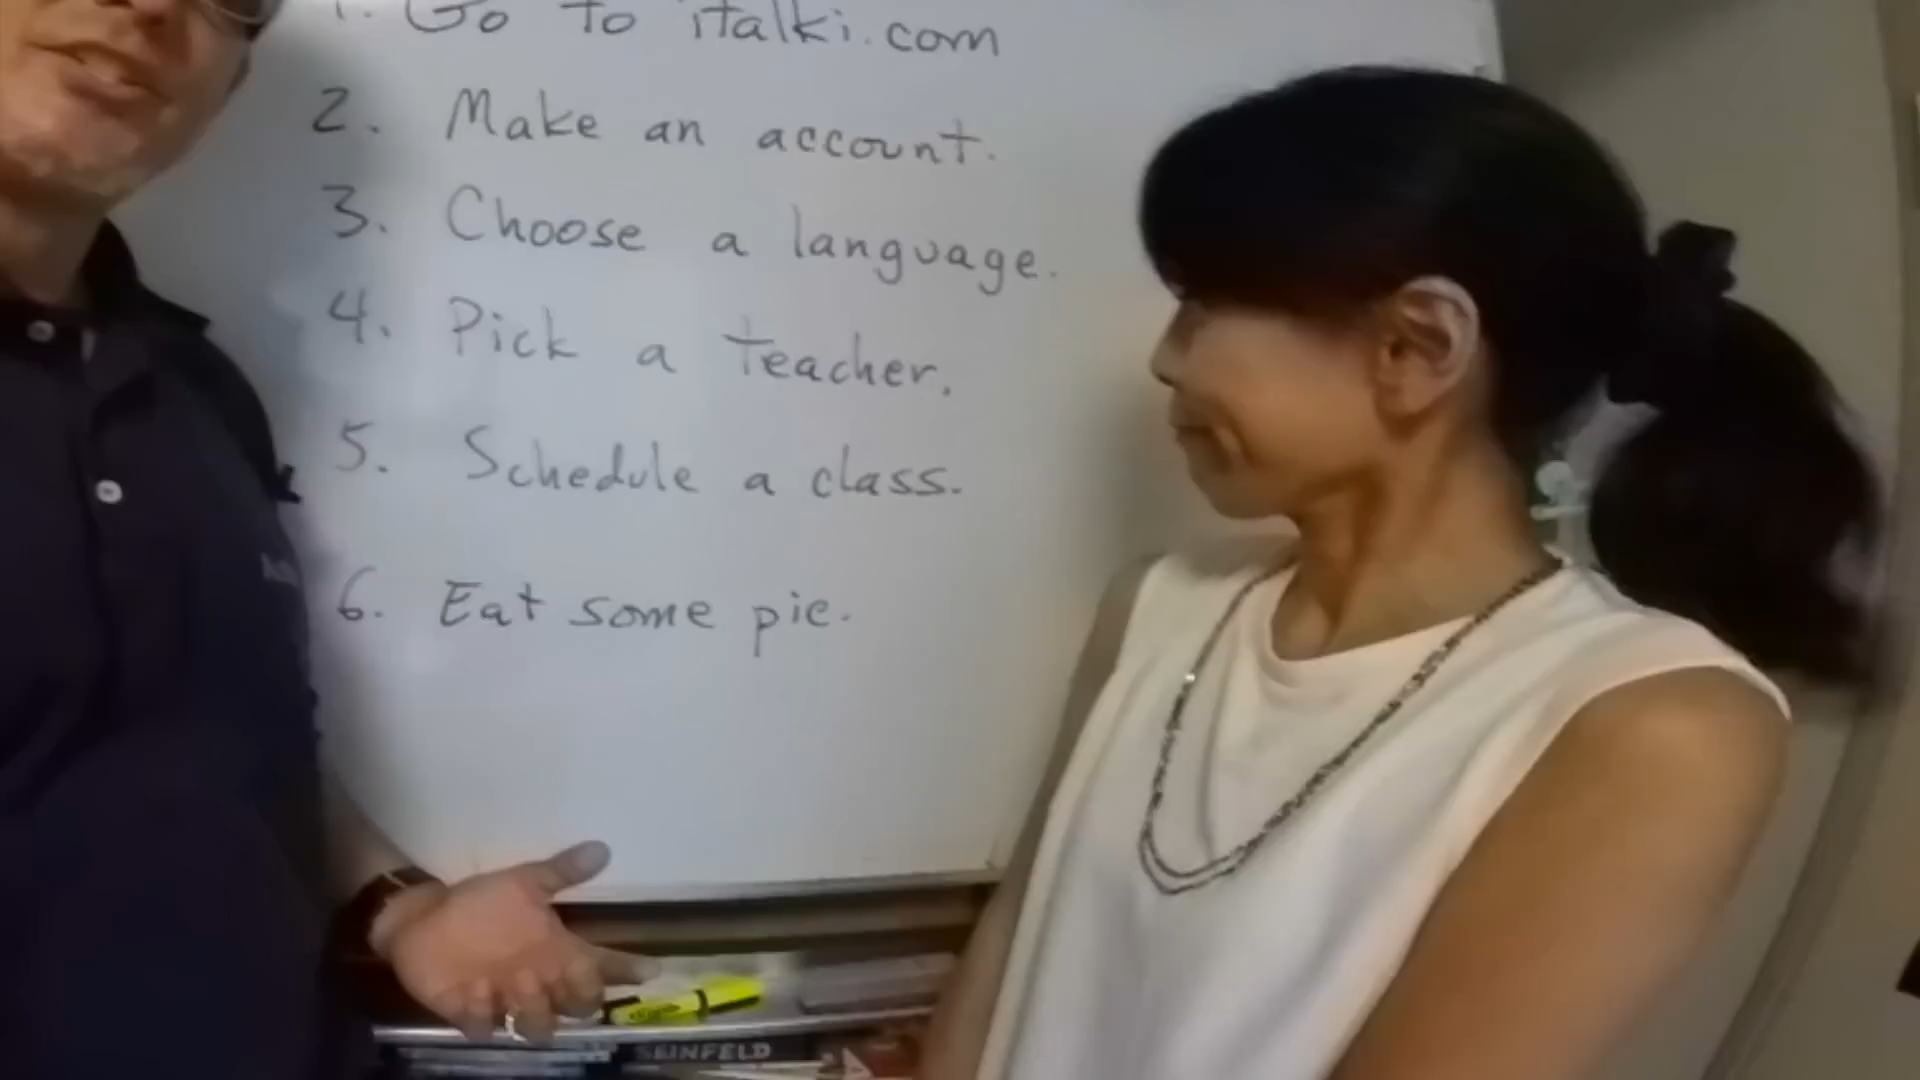 1. Go to italki.com
2. Make an account.
3. Choose a language.
4. Pick a teacher.
5. Schedule a class.
6. Eat some pie.
SEINFELD